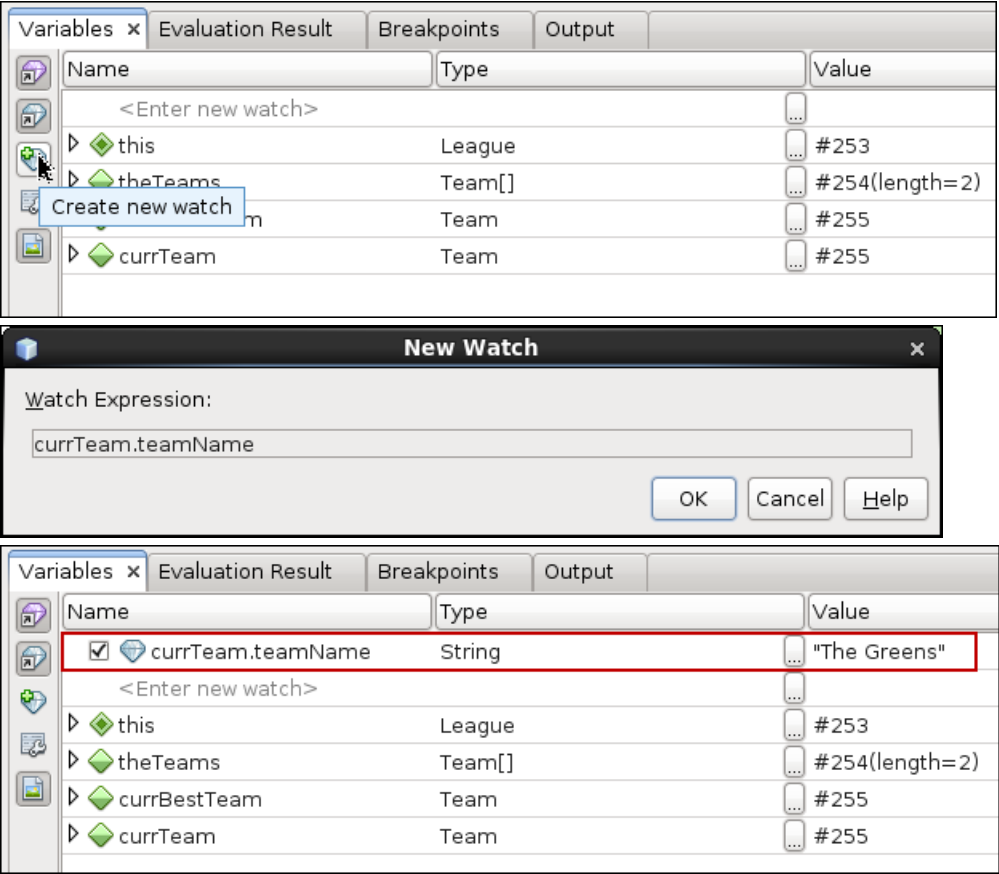 Variables × Evaluation Result Breakpoints Output
Name Type Value
<Enter new watch> ...
this League ... #253
theTeams Team[] ... #254(length=2)
Create new watch
m Team ... #255
currTeam Team ... #255
New Watch ×
Watch Expression:
currTeam.teamName
OK Cancel Help
Variables × Evaluation Result Breakpoints Output
Name Type Value
currTeam.teamName String ... "The Greens"
<Enter new watch> ...
this League ... #253
theTeams Team[] ... #254(length=2)
currBestTeam Team ... #255
currTeam Team ... #255